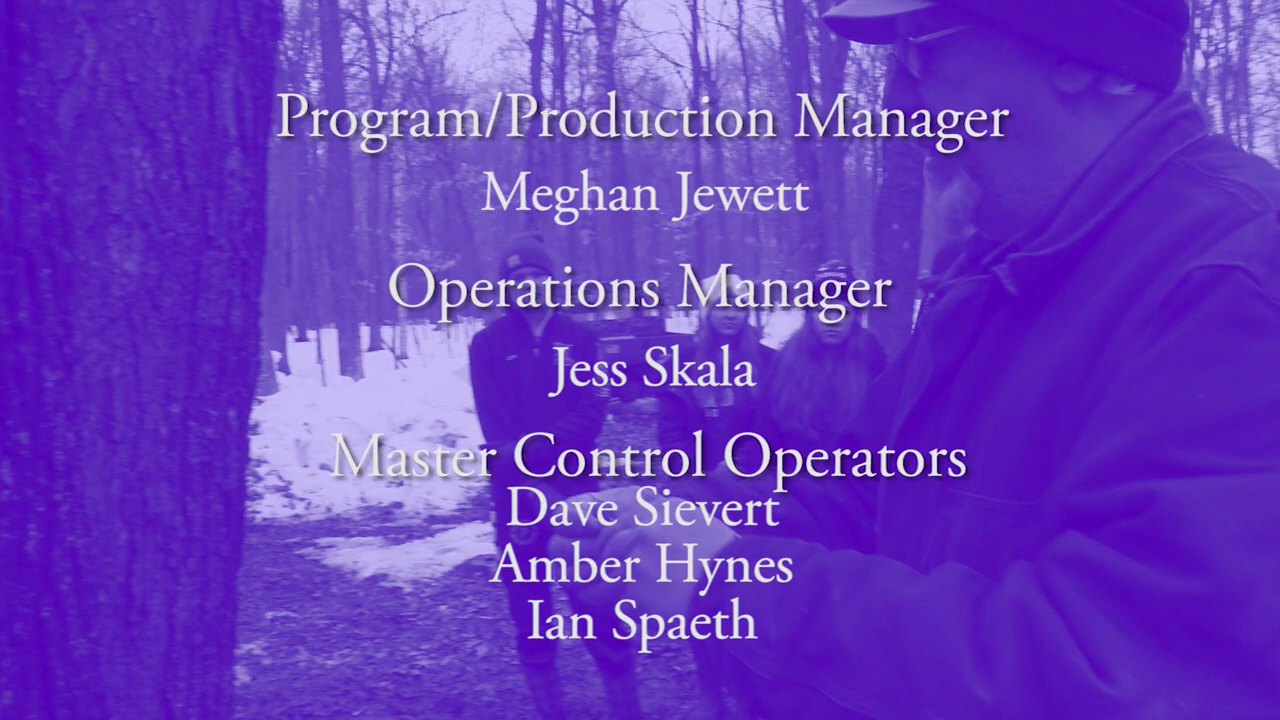 Program/Production Manager
Meghan Jewett
Operations Manager
Jess Skala
Master Control Operators
Dave Sievert
Amber Hynes
Ian Spaeth